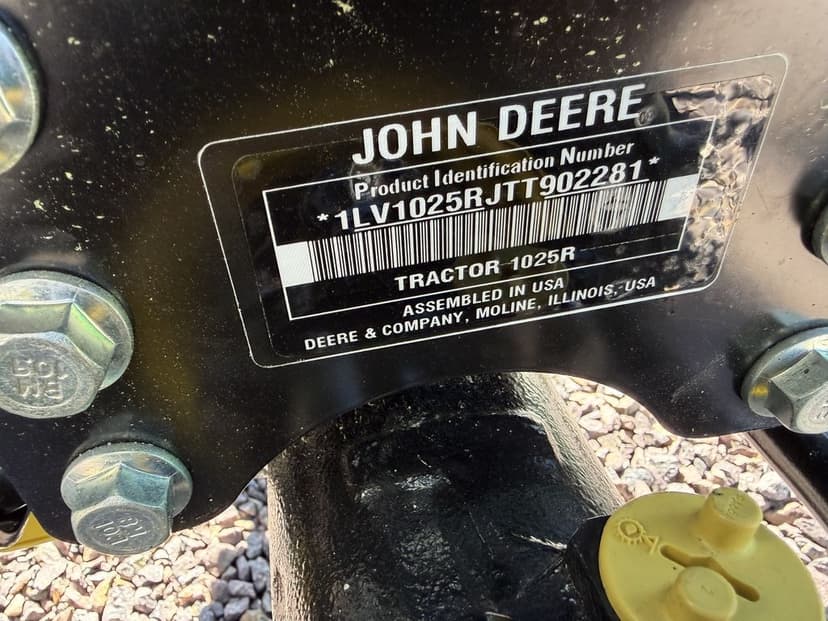 JOHN DEERE
Product Identification Number
*1LV1025RJTT902281*
TRACTOR 1025R
ASSEMBLED IN USA
DEERE & COMPANY, MOLINE, ILLINOIS, USA